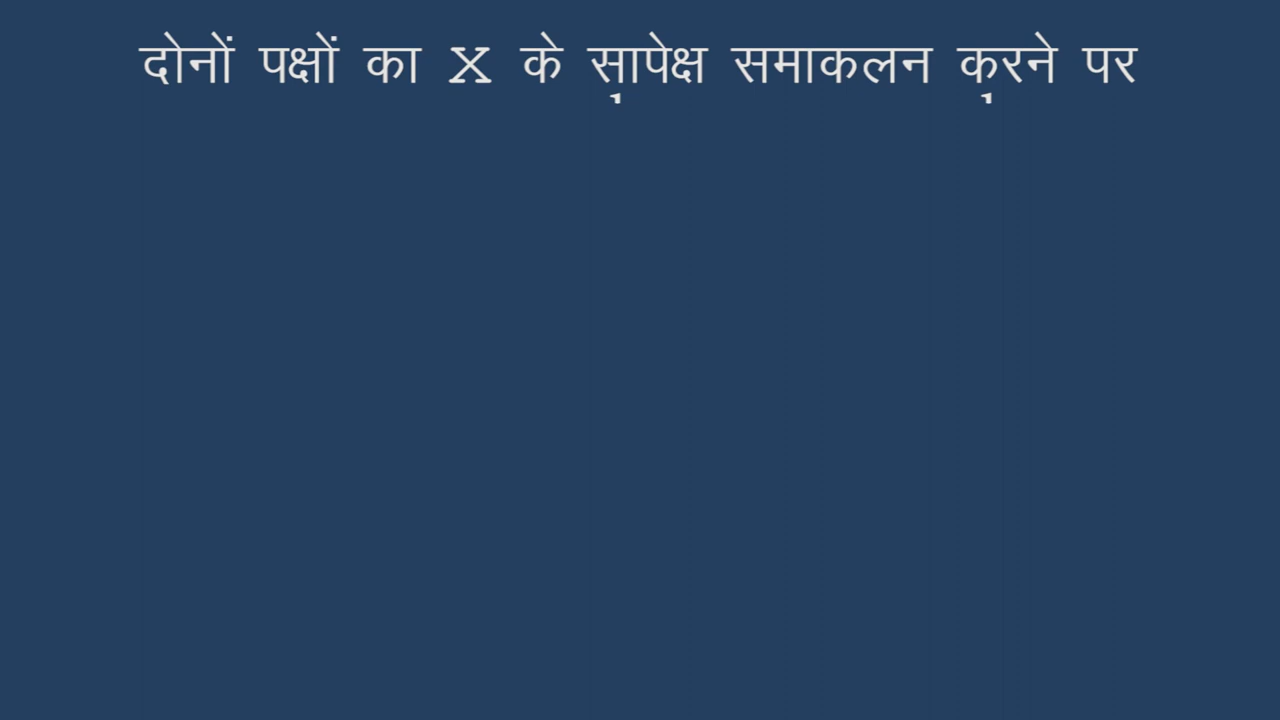 दोनों पक्षों का X के सापेक्ष समाकलन करने पर